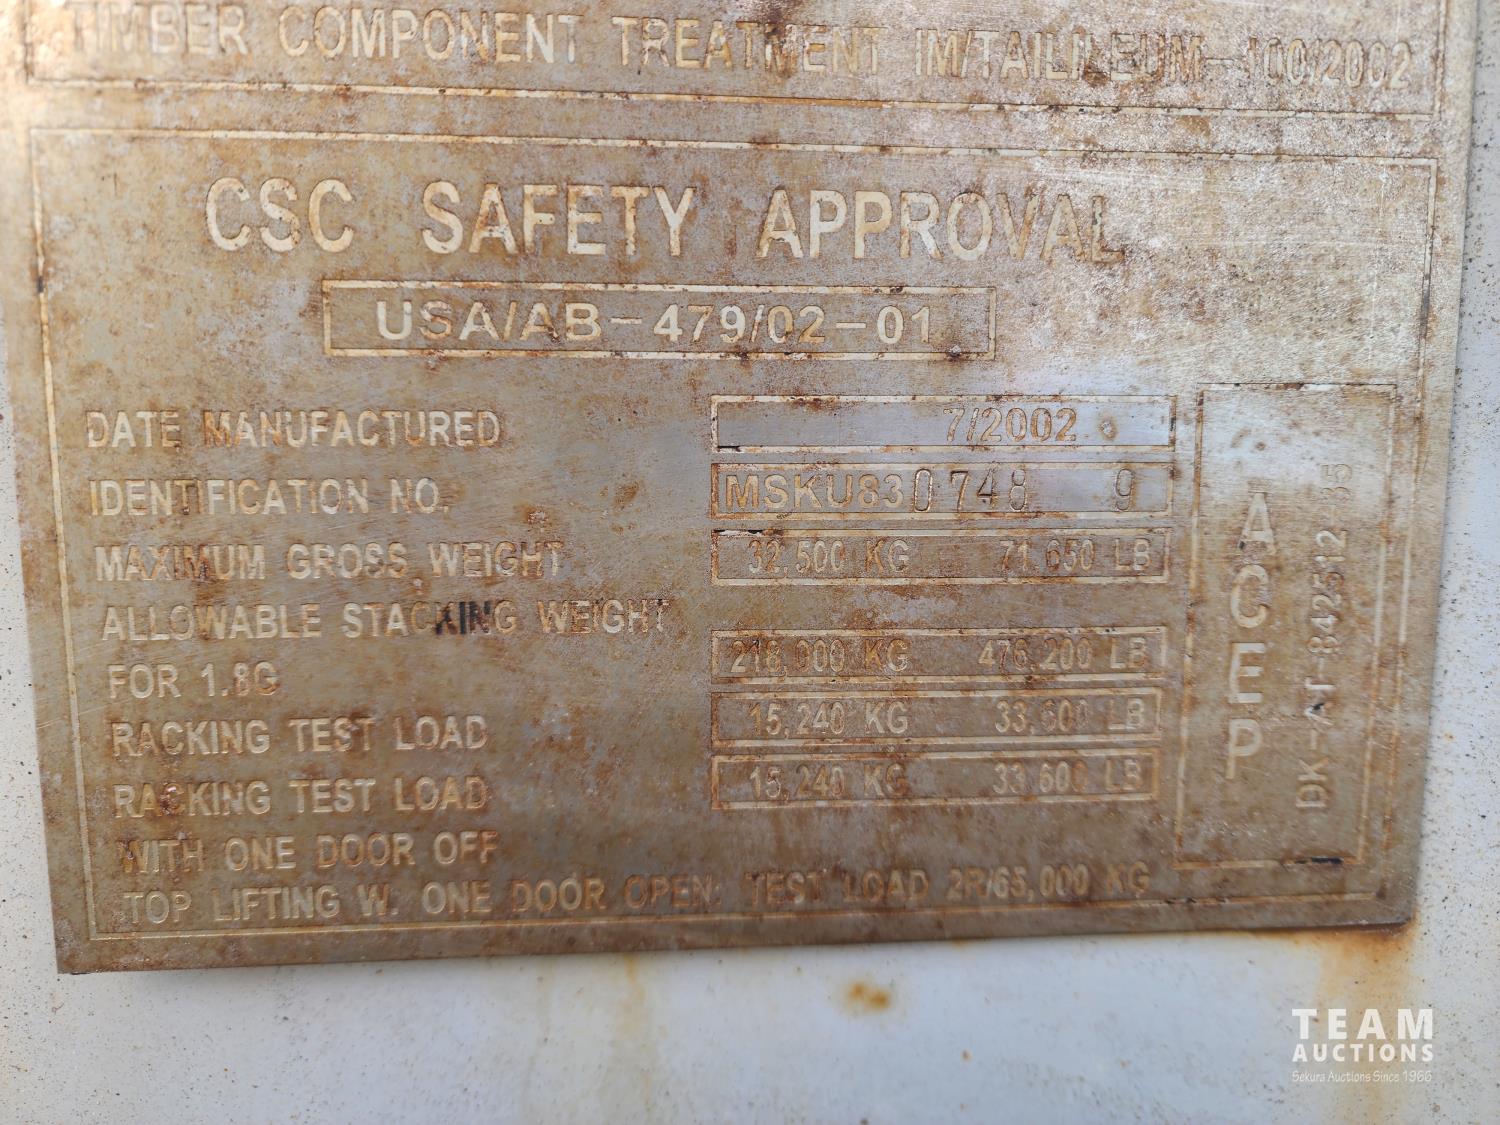 TIMBER COMPONENT TREATMENT IM/TAILILEUM-100/2002
CSC SAFETY APPROVAL
USA/AB-479/02-01
DATE MANUFACTURED 7/2002
IDENTIFICATION NO. MSKU830748 9
MAXIMUM GROSS WEIGHT 32,500 KG 71,650 LB
ALLOWABLE STACKING WEIGHT
FOR 1.8G 218,000 KG 476,200 LB
RACKING TEST LOAD 15,240 KG 33,600 LB
RACKING TEST LOAD 15,240 KG 33,600 LB
WITH ONE DOOR OFF
TOP LIFTING W. ONE DOOR OPEN: TEST LOAD 2R/65,000 KG
ACEP
TEAM
AUCTIONS
Sekura Auctions Since 1966